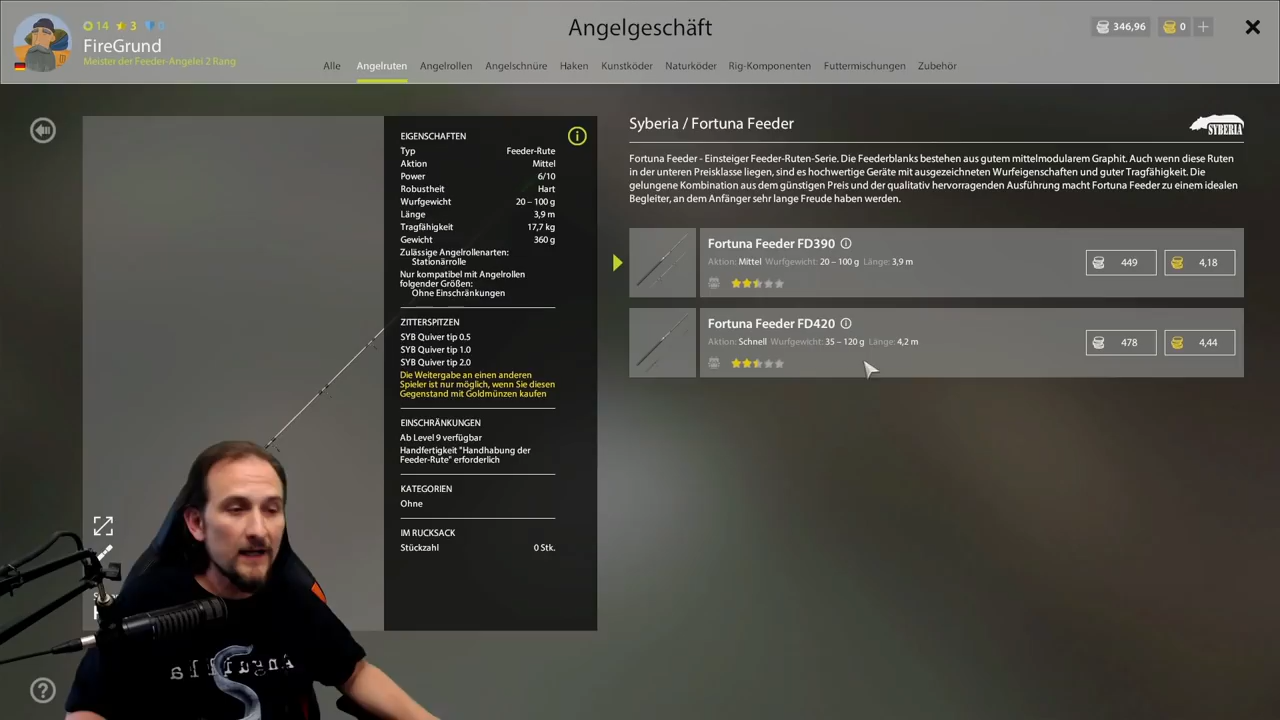 14 3 0
FireGrund
Meister der Feeder-Angelei 2 Rang
Angelgeschäft
346,96 0
Alle Angelruten Angelrollen Angelschnüre Haken Kunstköder Naturköder Rig-Komponenten Futtermischungen Zubehör
EIGENSCHAFTEN
Typ Feeder-Rute
Aktion Mittel
Power 6/10
Robustheit Hart
Wurfgewicht 20 – 100 g
Länge 3,9 m
Tragfähigkeit 17,7 kg
Gewicht 360 g
Zulässige Angelrollenarten:
Stationärrolle
Nur kompatibel mit Angelrollen
folgender Größen:
Ohne Einschränkungen
ZITTERSPITZEN
SYB Quiver tip 0.5
SYB Quiver tip 1.0
SYB Quiver tip 2.0
Die Weitergabe an einen anderen
Spieler ist nur möglich, wenn Sie diesen
Gegenstand mit Goldmünzen kaufen
EINSCHRÄNKUNGEN
Ab Level 9 verfügbar
Handfertigkeit "Handhabung der
Feeder-Rute" erforderlich
KATEGORIEN
Ohne
IM RUCKSACK
Stückzahl 0 Stk.
Syberia / Fortuna Feeder
SYBERIA
Fortuna Feeder - Einsteiger Feeder-Ruten-Serie. Die Feederblanks bestehen aus gutem mittelmodularem Graphit. Auch wenn diese Ruten
in der unteren Preisklasse liegen, sind es hochwertige Geräte mit ausgezeichneten Wurfeigenschaften und guter Tragfähigkeit. Die
gelungene Kombination aus dem günstigen Preis und der qualitativ hervorragenden Ausführung macht Fortuna Feeder zu einem idealen
Begleiter, an dem Anfänger sehr lange Freude haben werden.
Fortuna Feeder FD390
Aktion: Mittel Wurfgewicht: 20 – 100 g Länge: 3,9 m
449 4,18
Fortuna Feeder FD420
Aktion: Schnell Wurfgewicht: 35 – 120 g Länge: 4,2 m
478 4,44